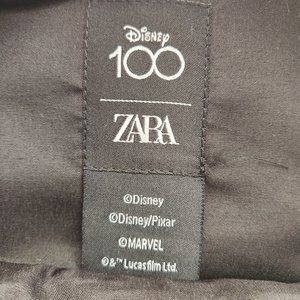 Disney
100
ZARA
©Disney
©Disney/Pixar
© MARVEL
©&™ Lucasfilm Ltd.